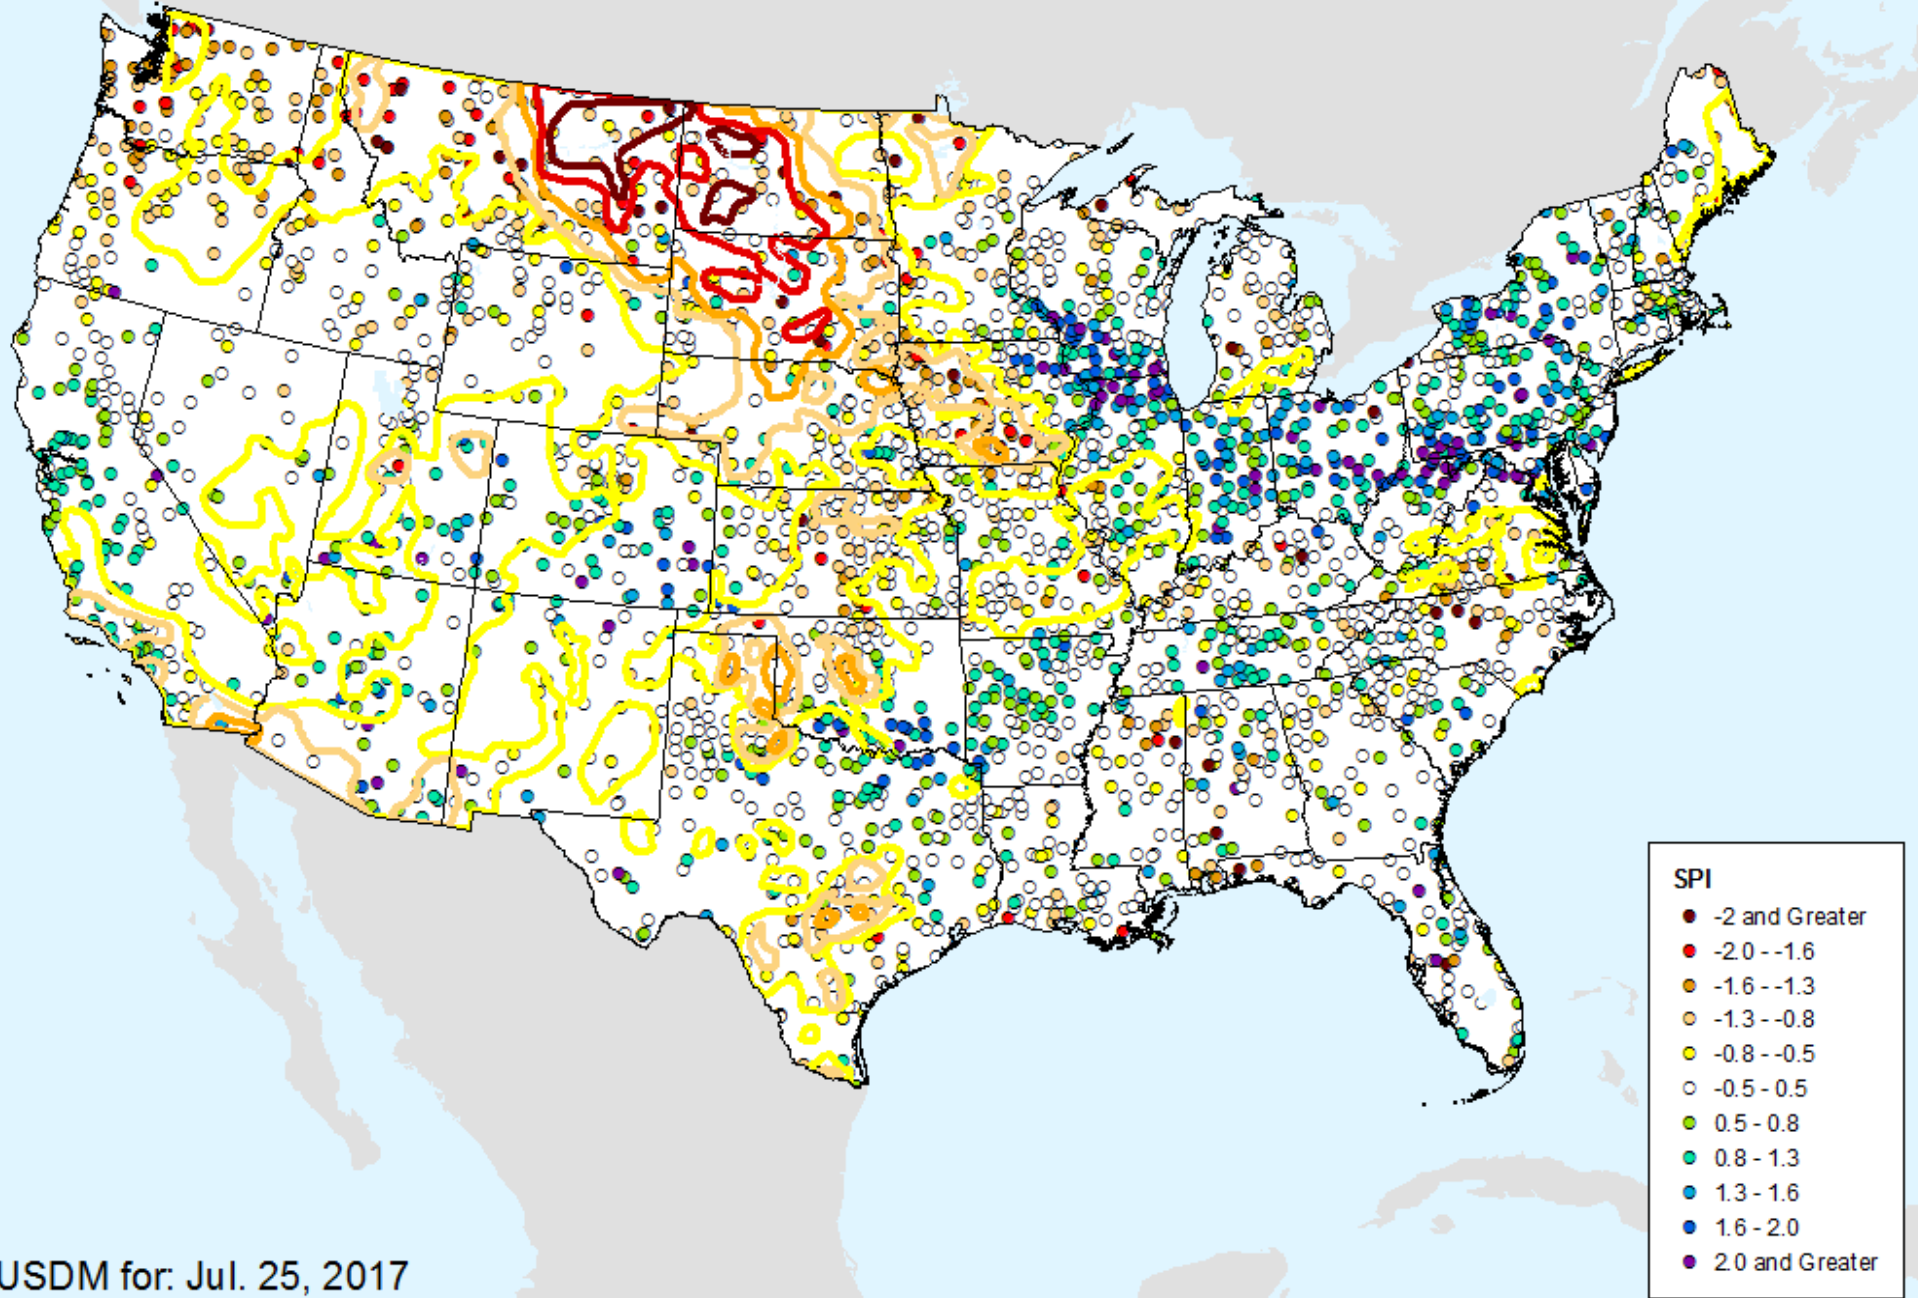 SPI
-2 and Greater
-2.0 - -1.6
-1.6 - -1.3
-1.3 - -0.8
-0.8 - -0.5
-0.5 - 0.5
0.5 - 0.8
0.8 - 1.3
1.3 - 1.6
1.6 - 2.0
2.0 and Greater
USDM for: Jul. 25, 2017